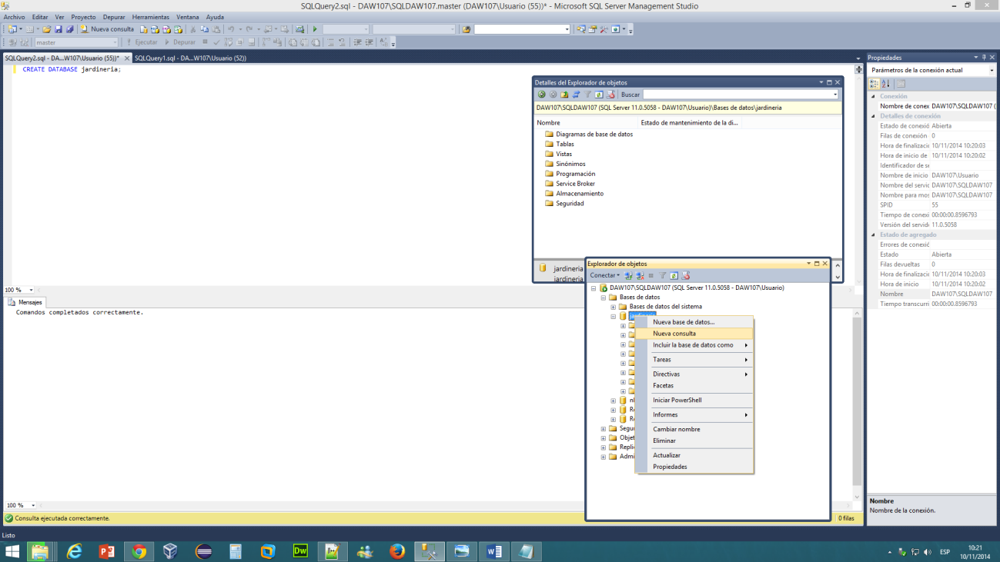 SQLQuery2.sql - DAW107\SQLDAW107.master (DAW107\Usuario (55))* - Microsoft SQL Server Management Studio
Archivo Editar Ver Proyecto Depurar Herramientas Ventana Ayuda
Nueva consulta
master
Ejecutar
Depurar
SQLQuery2.sql - DA...W107\Usuario (55))*
SQLQuery1.sql - DA...W107\Usuario (52))
CREATE DATABASE jardineria;
100 %
Mensajes
Comandos completados correctamente.
100 %
Consulta ejecutada correctamente.
0 filas
Detalles del Explorador de objetos
Buscar
DAW107\SQLDAW107 (SQL Server 11.0.5058 - DAW107\Usuario)\Bases de datos\jardineria
Nombre
Estado de mantenimiento de la di...
Diagramas de base de datos
Tablas
Vistas
Sinónimos
Programación
Service Broker
Almacenamiento
Seguridad
jardineria
jardineria
Explorador de objetos
Conectar
DAW107\SQLDAW107 (SQL Server 11.0.5058 - DAW107\Usuario)
Bases de datos
Bases de datos del sistema
Segu
Objet
Repli
Admi
Nueva base de datos...
Nueva consulta
Incluir la base de datos como
Tareas
Directivas
Facetas
Iniciar PowerShell
Informes
Cambiar nombre
Eliminar
Actualizar
Propiedades
Propiedades
Parámetros de la conexión actual
Conexión
Nombre de conex DAW107\SQLDAW107 (
Detalles de conexión
Estado de conexió Abierta
Filas de conexión 0
Hora de finalizaci 10/11/2014 10:20:03
Hora de inicio de 10/11/2014 10:20:02
Identificador de se
Nombre de inicio DAW107\Usuario
Nombre del servic DAW107\SQLDAW107
Nombre para mos DAW107\SQLDAW107
SPID 55
Tiempo de conexi 00:00:00.8596793
Versión del servid 11.0.5058
Estado de agregado
Errores de conexió
Estado Abierta
Filas devueltas 0
Hora de finalizaci 10/11/2014 10:20:03
Hora de inicio 10/11/2014 10:20:02
Nombre DAW107\SQLDAW107
Tiempo transcurri 00:00:00.8596793
Nombre
Nombre de la conexión.
Listo
Dw
ESP
10:21
10/11/2014